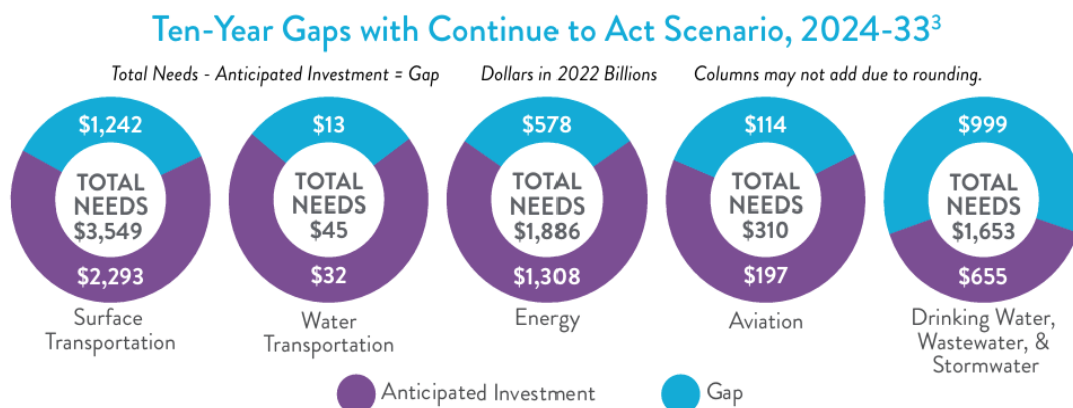 Ten-Year Gaps with Continue to Act Scenario, 2024-33³
Total Needs - Anticipated Investment = Gap Dollars in 2022 Billions Columns may not add due to rounding.
$1,242
TOTAL
NEEDS
$3,549
$2,293
Surface
Transportation
$13
TOTAL
NEEDS
$45
$32
Water
Transportation
$578
TOTAL
NEEDS
$1,886
$1,308
Energy
$114
TOTAL
NEEDS
$310
$197
Aviation
$999
TOTAL
NEEDS
$1,653
$655
Drinking Water,
Wastewater, &
Stormwater
Anticipated Investment
Gap